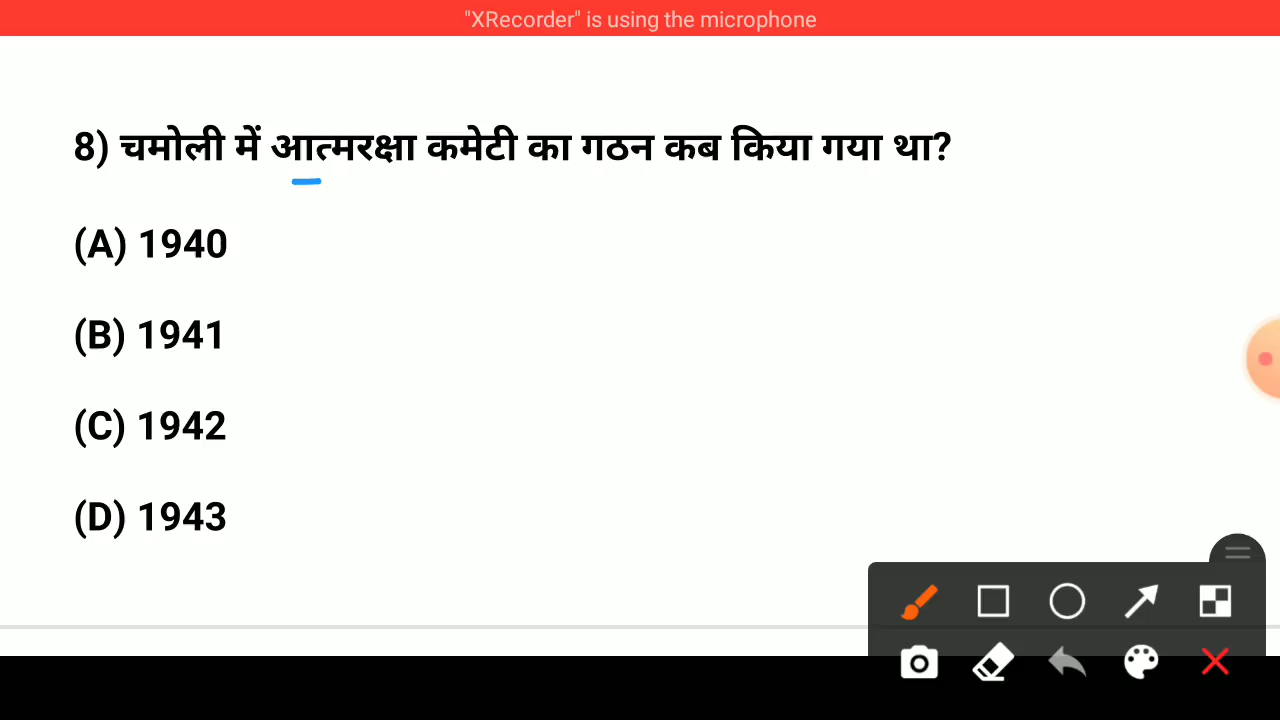 "XRecorder" is using the microphone
8) चमोली में आत्मरक्षा कमेटी का गठन कब किया गया था?
(A) 1940
(B) 1941
(C) 1942
(D) 1943